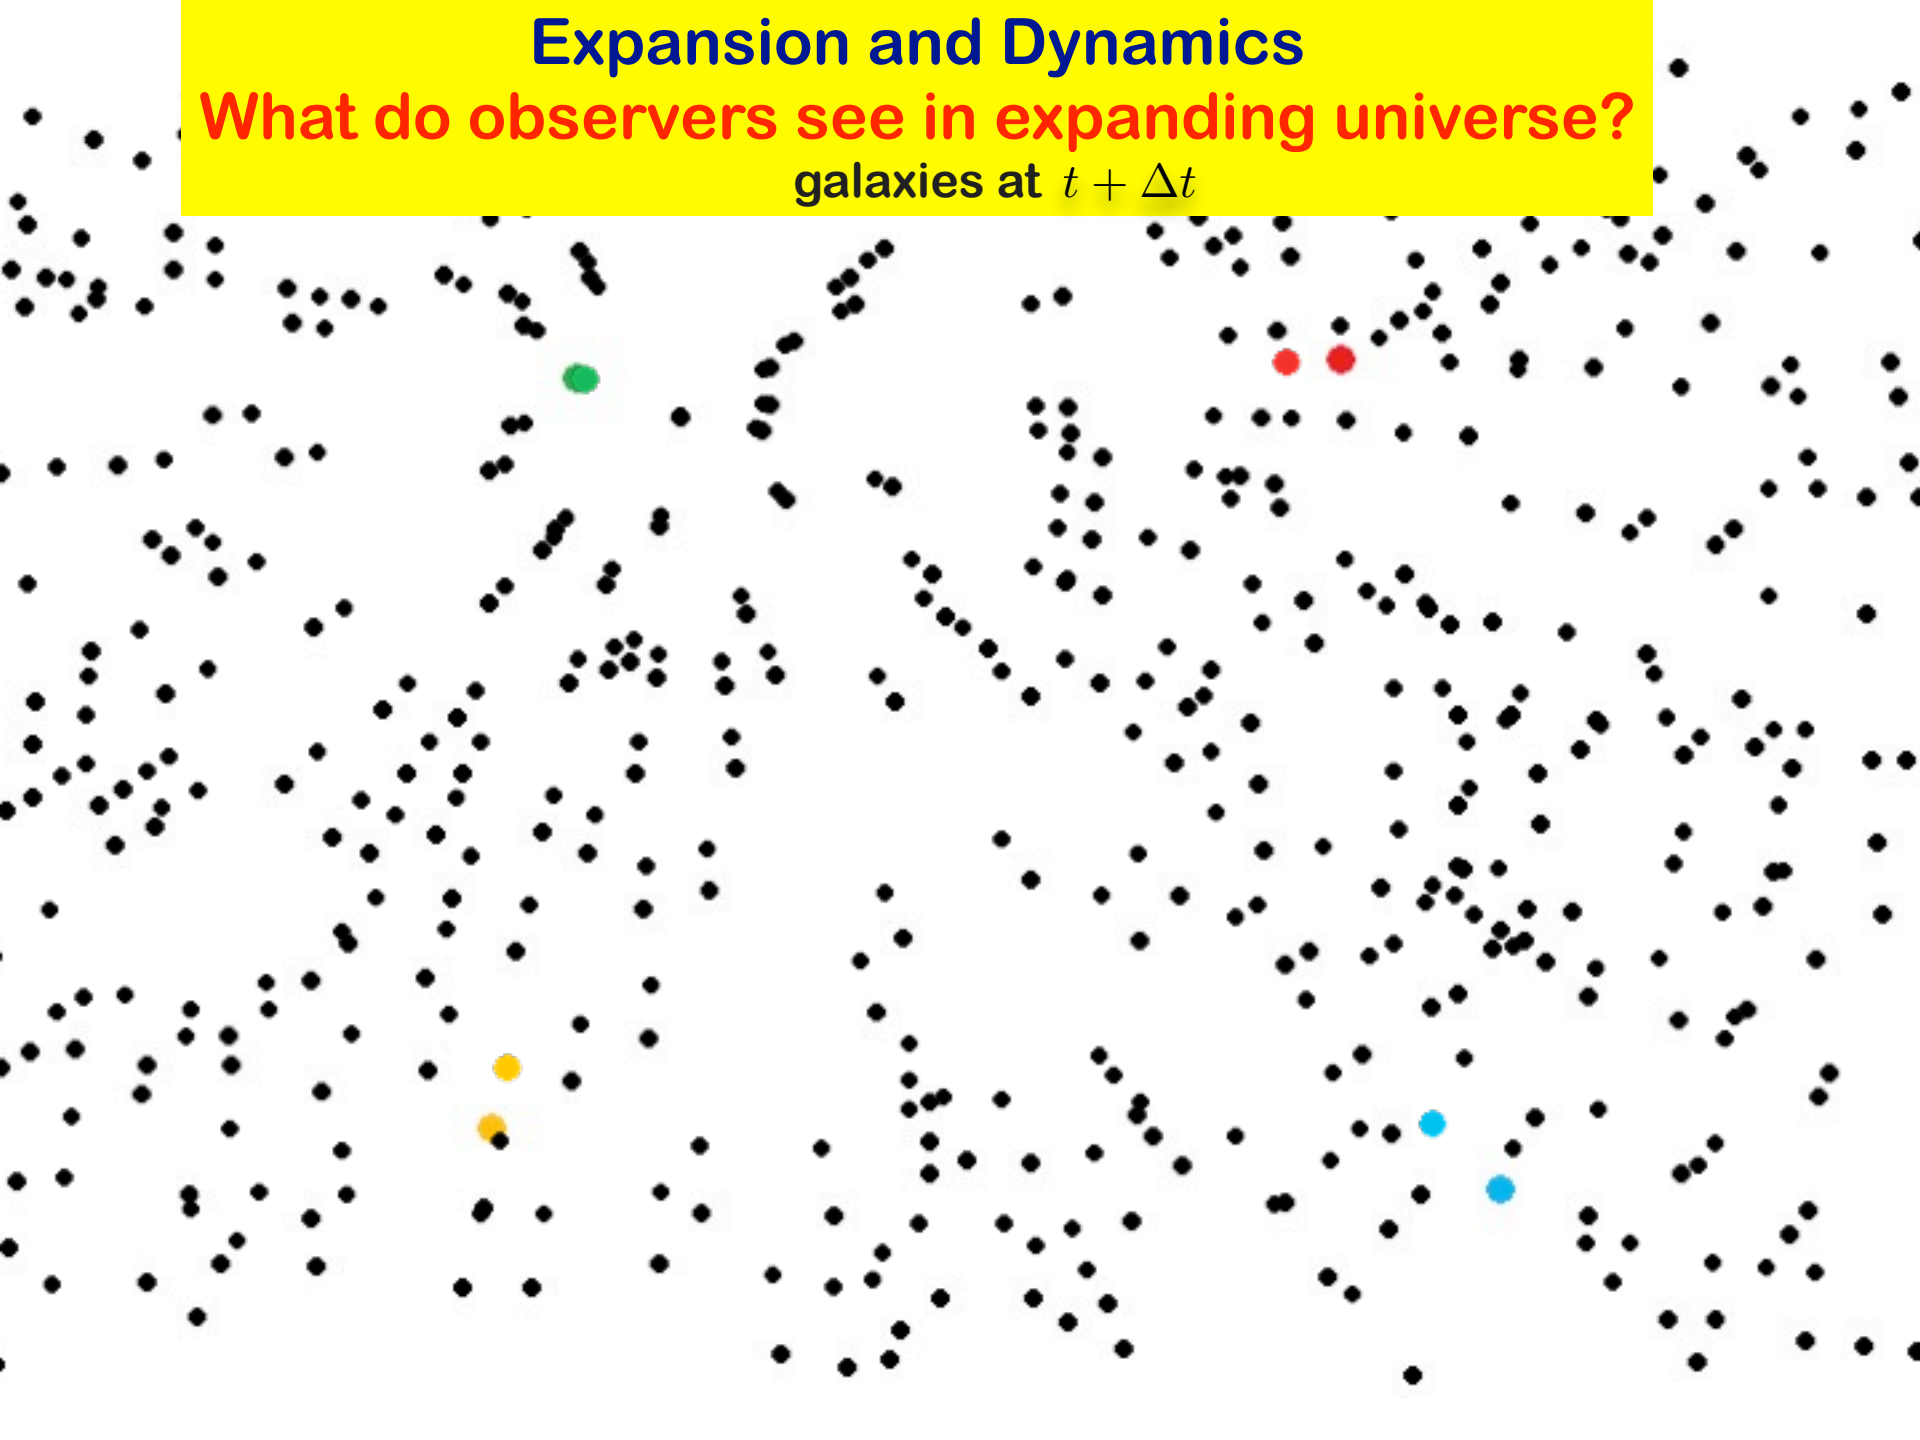 Expansion and Dynamics
What do observers see in expanding universe?
galaxies at t + Δt